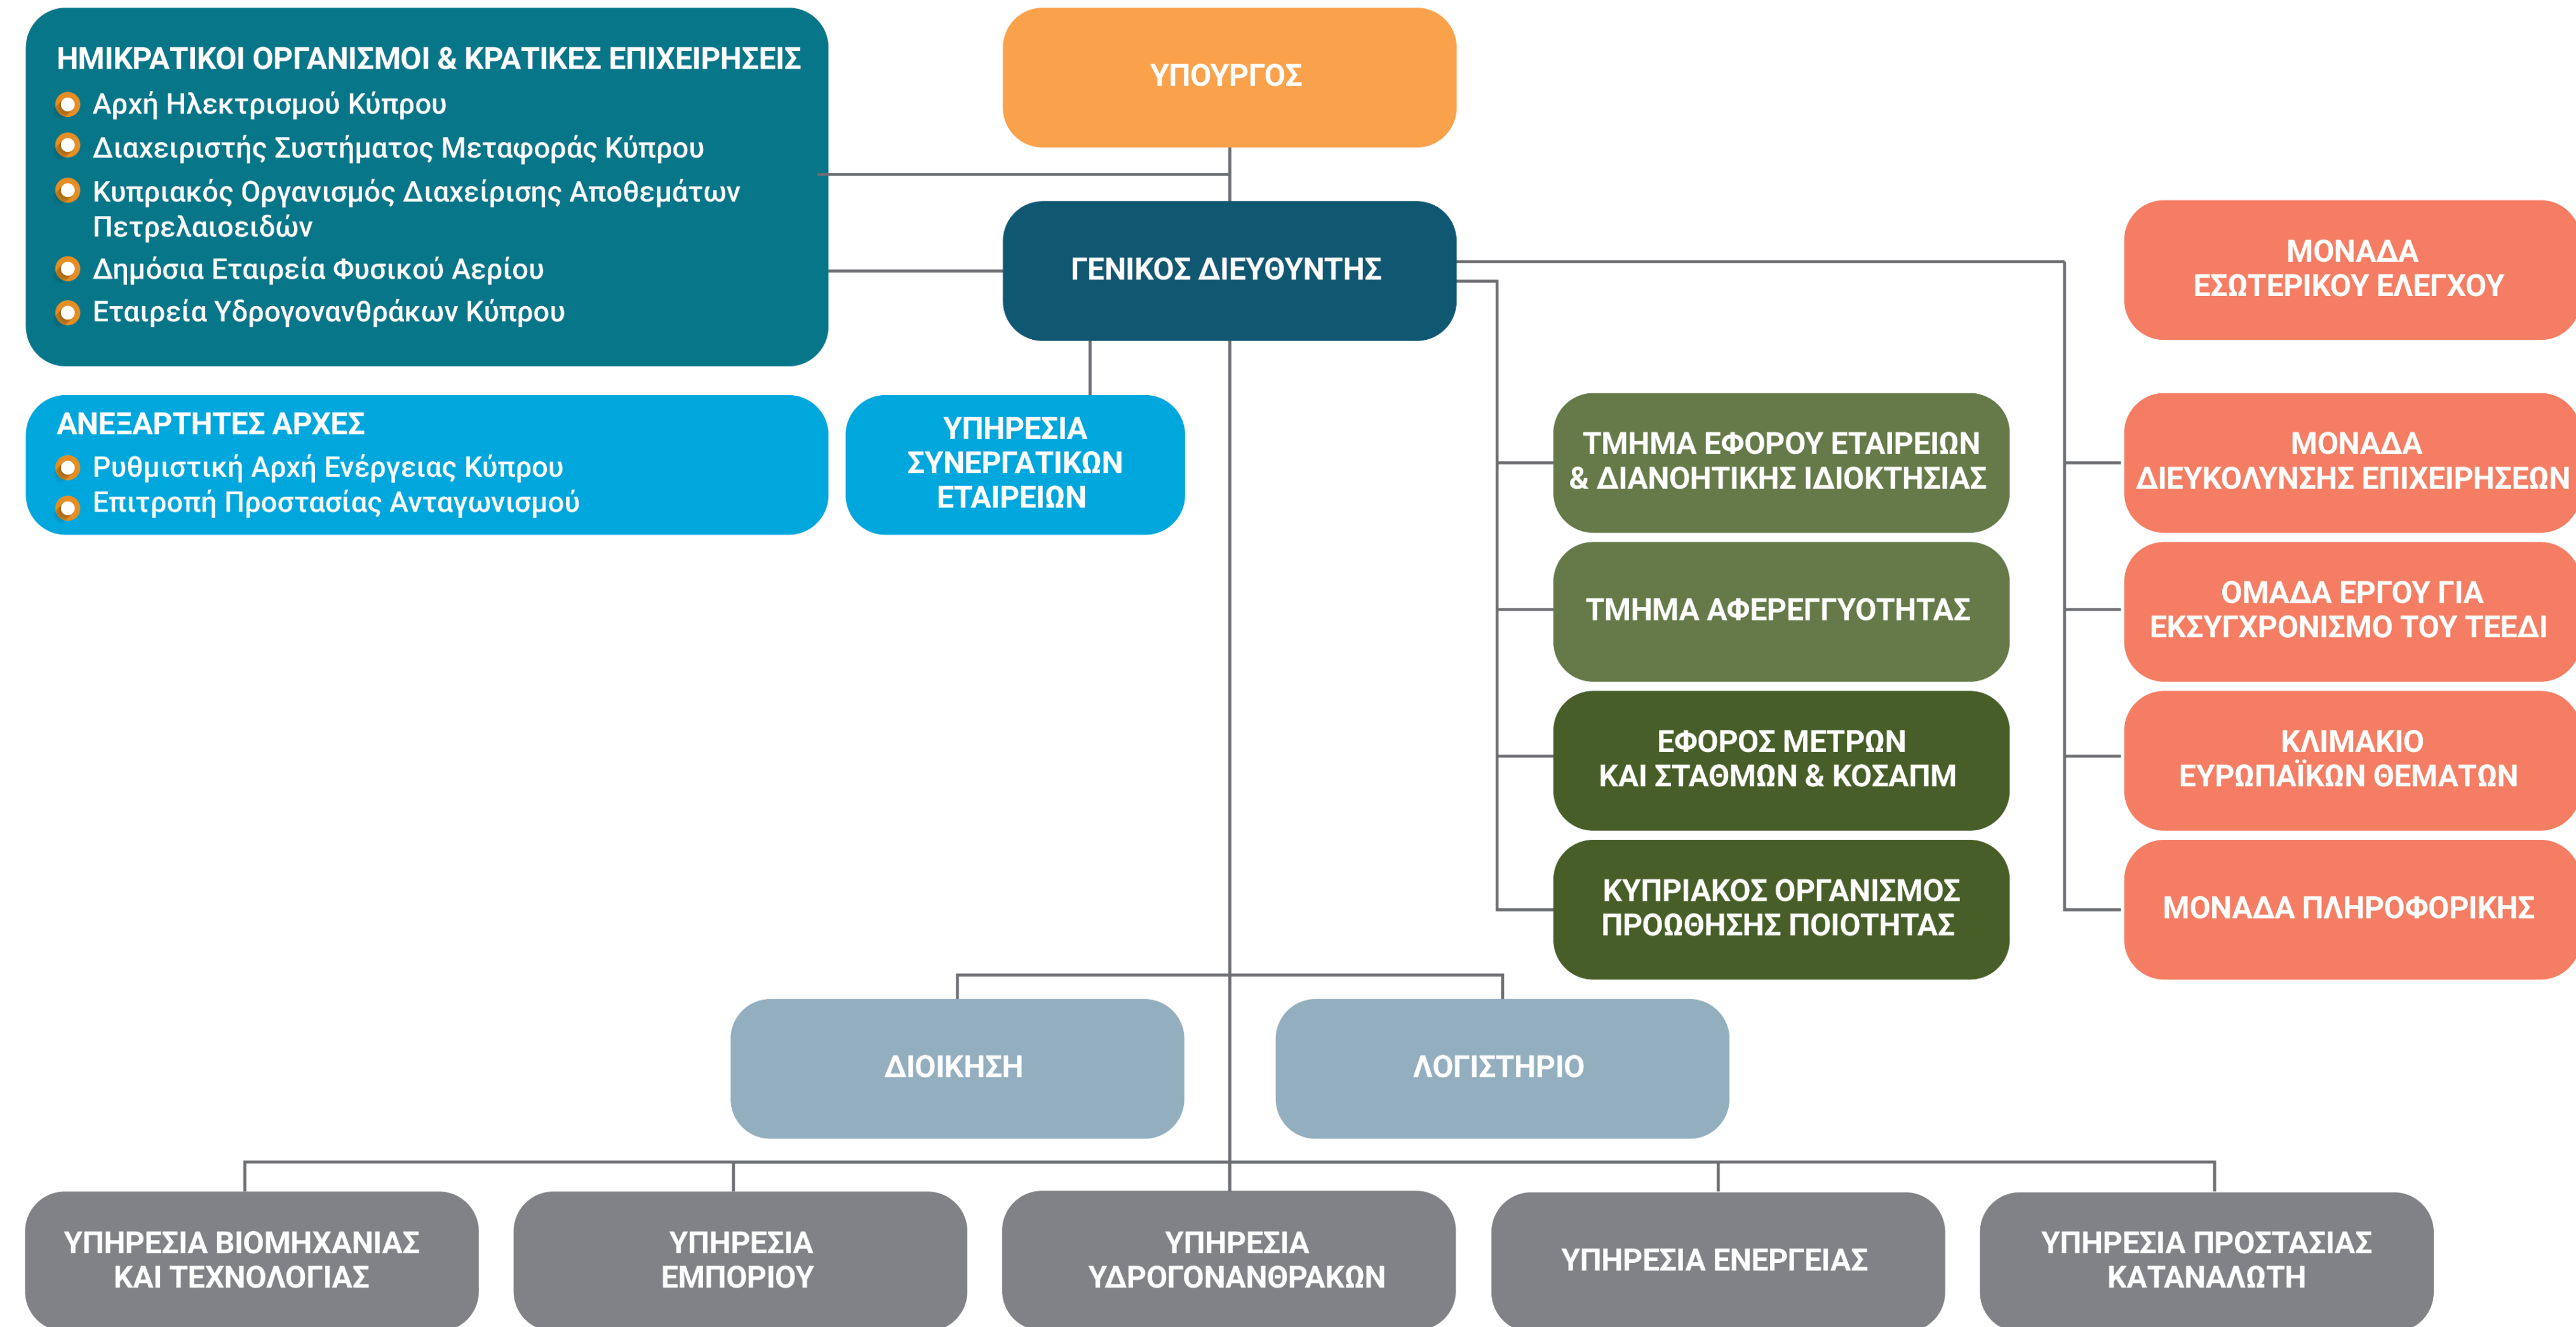 ΗΜΙΚΡΑΤΙΚΟΙ ΟΡΓΑΝΙΣΜΟΙ & ΚΡΑΤΙΚΕΣ ΕΠΙΧΕΙΡΗΣΕΙΣ
Αρχή Ηλεκτρισμού Κύπρου
Διαχειριστής Συστήματος Μεταφοράς Κύπρου
Κυπριακός Οργανισμός Διαχείρισης Αποθεμάτων
Πετρελαιοειδών
Δημόσια Εταιρεία Φυσικού Αερίου
Εταιρεία Υδρογονανθράκων Κύπρου
ΥΠΟΥΡΓΟΣ
ΓΕΝΙΚΟΣ ΔΙΕΥΘΥΝΤΗΣ
ΜΟΝΑΔΑ
ΕΣΩΤΕΡΙΚΟΥ ΕΛΕΓΧΟΥ
ΑΝΕΞΑΡΤΗΤΕΣ ΑΡΧΕΣ
Ρυθμιστική Αρχή Ενέργειας Κύπρου
Επιτροπή Προστασίας Ανταγωνισμού
ΥΠΗΡΕΣΙΑ
ΣΥΝΕΡΓΑΤΙΚΩΝ
ΕΤΑΙΡΕΙΩΝ
ΤΜΗΜΑ ΕΦΟΡΟΥ ΕΤΑΙΡΕΙΩΝ
& ΔΙΑΝΟΗΤΙΚΗΣ ΙΔΙΟΚΤΗΣΙΑΣ
ΤΜΗΜΑ ΑΦΕΡΕΓΓΥΟΤΗΤΑΣ
ΕΦΟΡΟΣ ΜΕΤΡΩΝ
ΚΑΙ ΣΤΑΘΜΩΝ & ΚΟΣΑΠΜ
ΚΥΠΡΙΑΚΟΣ ΟΡΓΑΝΙΣΜΟΣ
ΠΡΟΩΘΗΣΗΣ ΠΟΙΟΤΗΤΑΣ
ΜΟΝΑΔΑ
ΔΙΕΥΚΟΛΥΝΣΗΣ ΕΠΙΧΕΙΡΗΣΕΩΝ
ΟΜΑΔΑ ΕΡΓΟΥ ΓΙΑ
ΕΚΣΥΓΧΡΟΝΙΣΜΟ ΤΟΥ ΤΕΕΔΙ
ΚΛΙΜΑΚΙΟ
ΕΥΡΩΠΑΪΚΩΝ ΘΕΜΑΤΩΝ
ΜΟΝΑΔΑ ΠΛΗΡΟΦΟΡΙΚΗΣ
ΔΙΟΙΚΗΣΗ
ΛΟΓΙΣΤΗΡΙΟ
ΥΠΗΡΕΣΙΑ ΒΙΟΜΗΧΑΝΙΑΣ
ΚΑΙ ΤΕΧΝΟΛΟΓΙΑΣ
ΥΠΗΡΕΣΙΑ
ΕΜΠΟΡΙΟΥ
ΥΠΗΡΕΣΙΑ
ΥΔΡΟΓΟΝΑΝΘΡΑΚΩΝ
ΥΠΗΡΕΣΙΑ ΕΝΕΡΓΕΙΑΣ
ΥΠΗΡΕΣΙΑ ΠΡΟΣΤΑΣΙΑΣ
ΚΑΤΑΝΑΛΩΤΗ